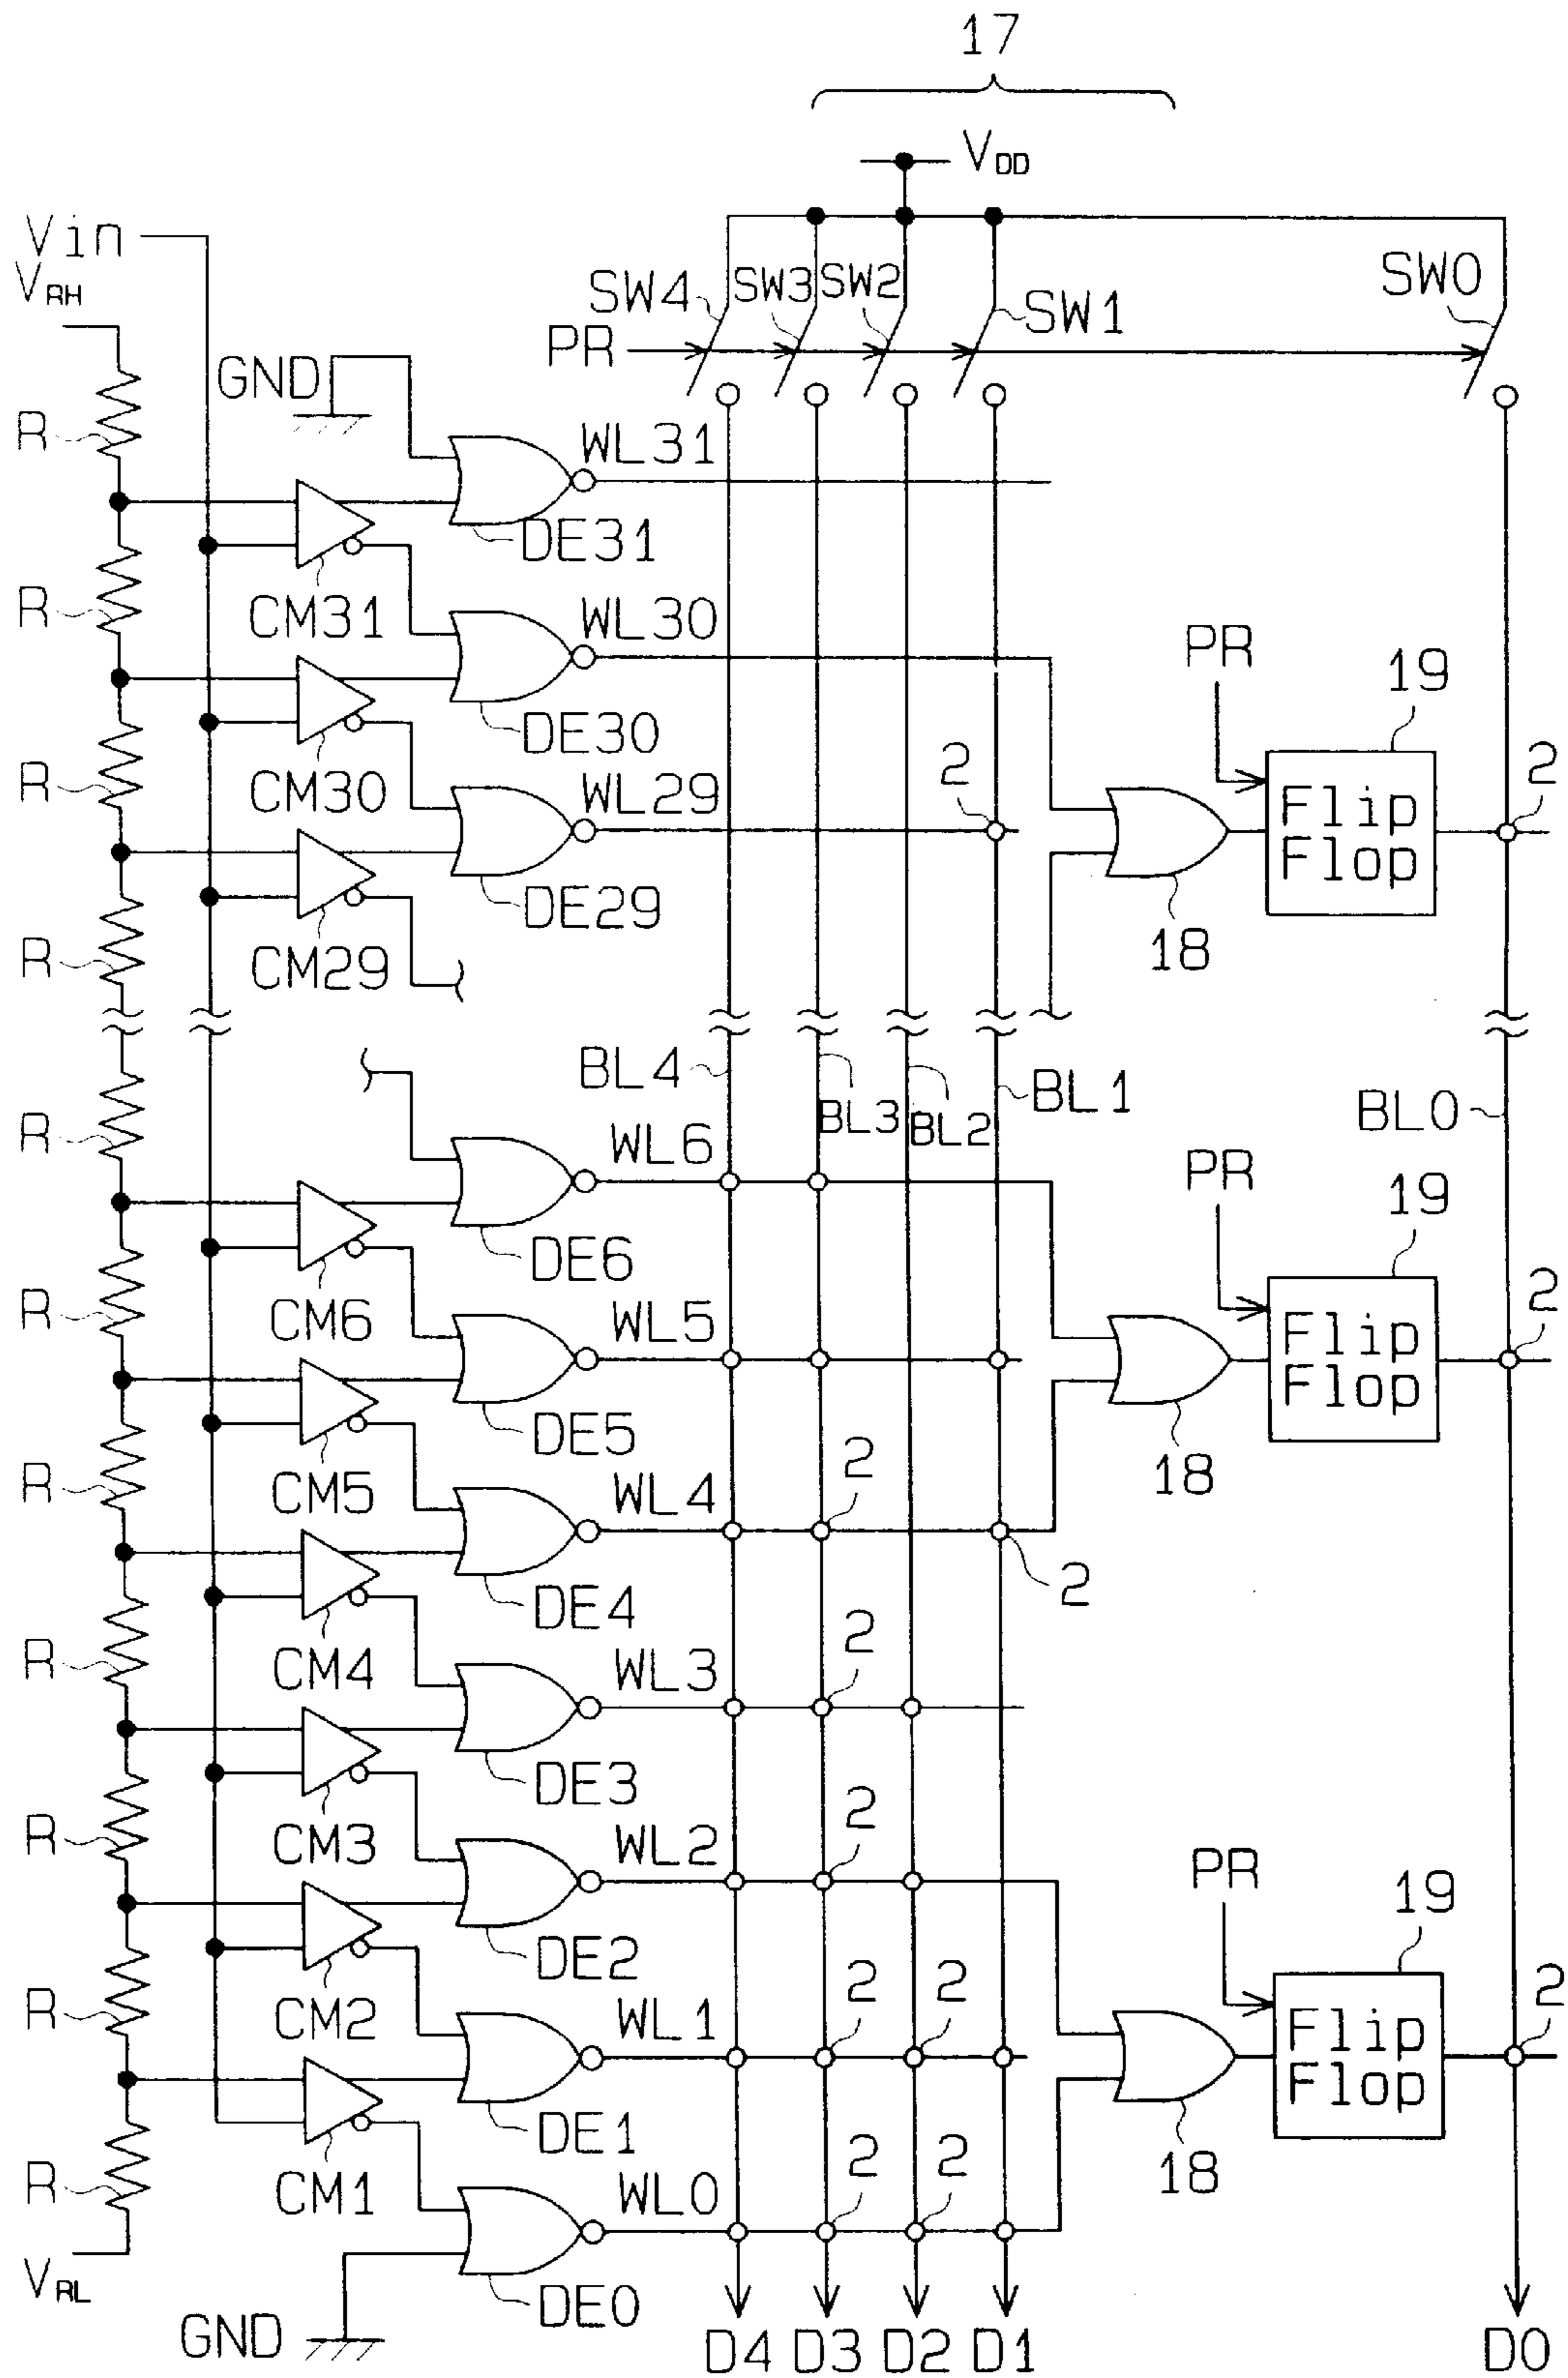 17
VDD
Vin
VRH
SW4
SW3
SW2
SW1
SW0
PR
GND
R
WL31
DE31
CM31
R
WL30
PR
19
DE30
CM30
R
WL29
2
Flip
Flop
2
DE29
18
CM29
R
BL4
BL3
BL2
BL1
BL0
R
WL6
PR
19
DE6
CM6
R
WL5
Flip
Flop
2
DE5
18
CM5
R
WL4
2
2
DE4
CM4
R
WL3
2
DE3
CM3
R
WL2
2
PR
19
DE2
CM2
R
WL1
2
2
Flip
Flop
2
DE1
18
CM1
R
WL0
2
2
DE0
VRL
GND
D4
D3
D2
D1
D0